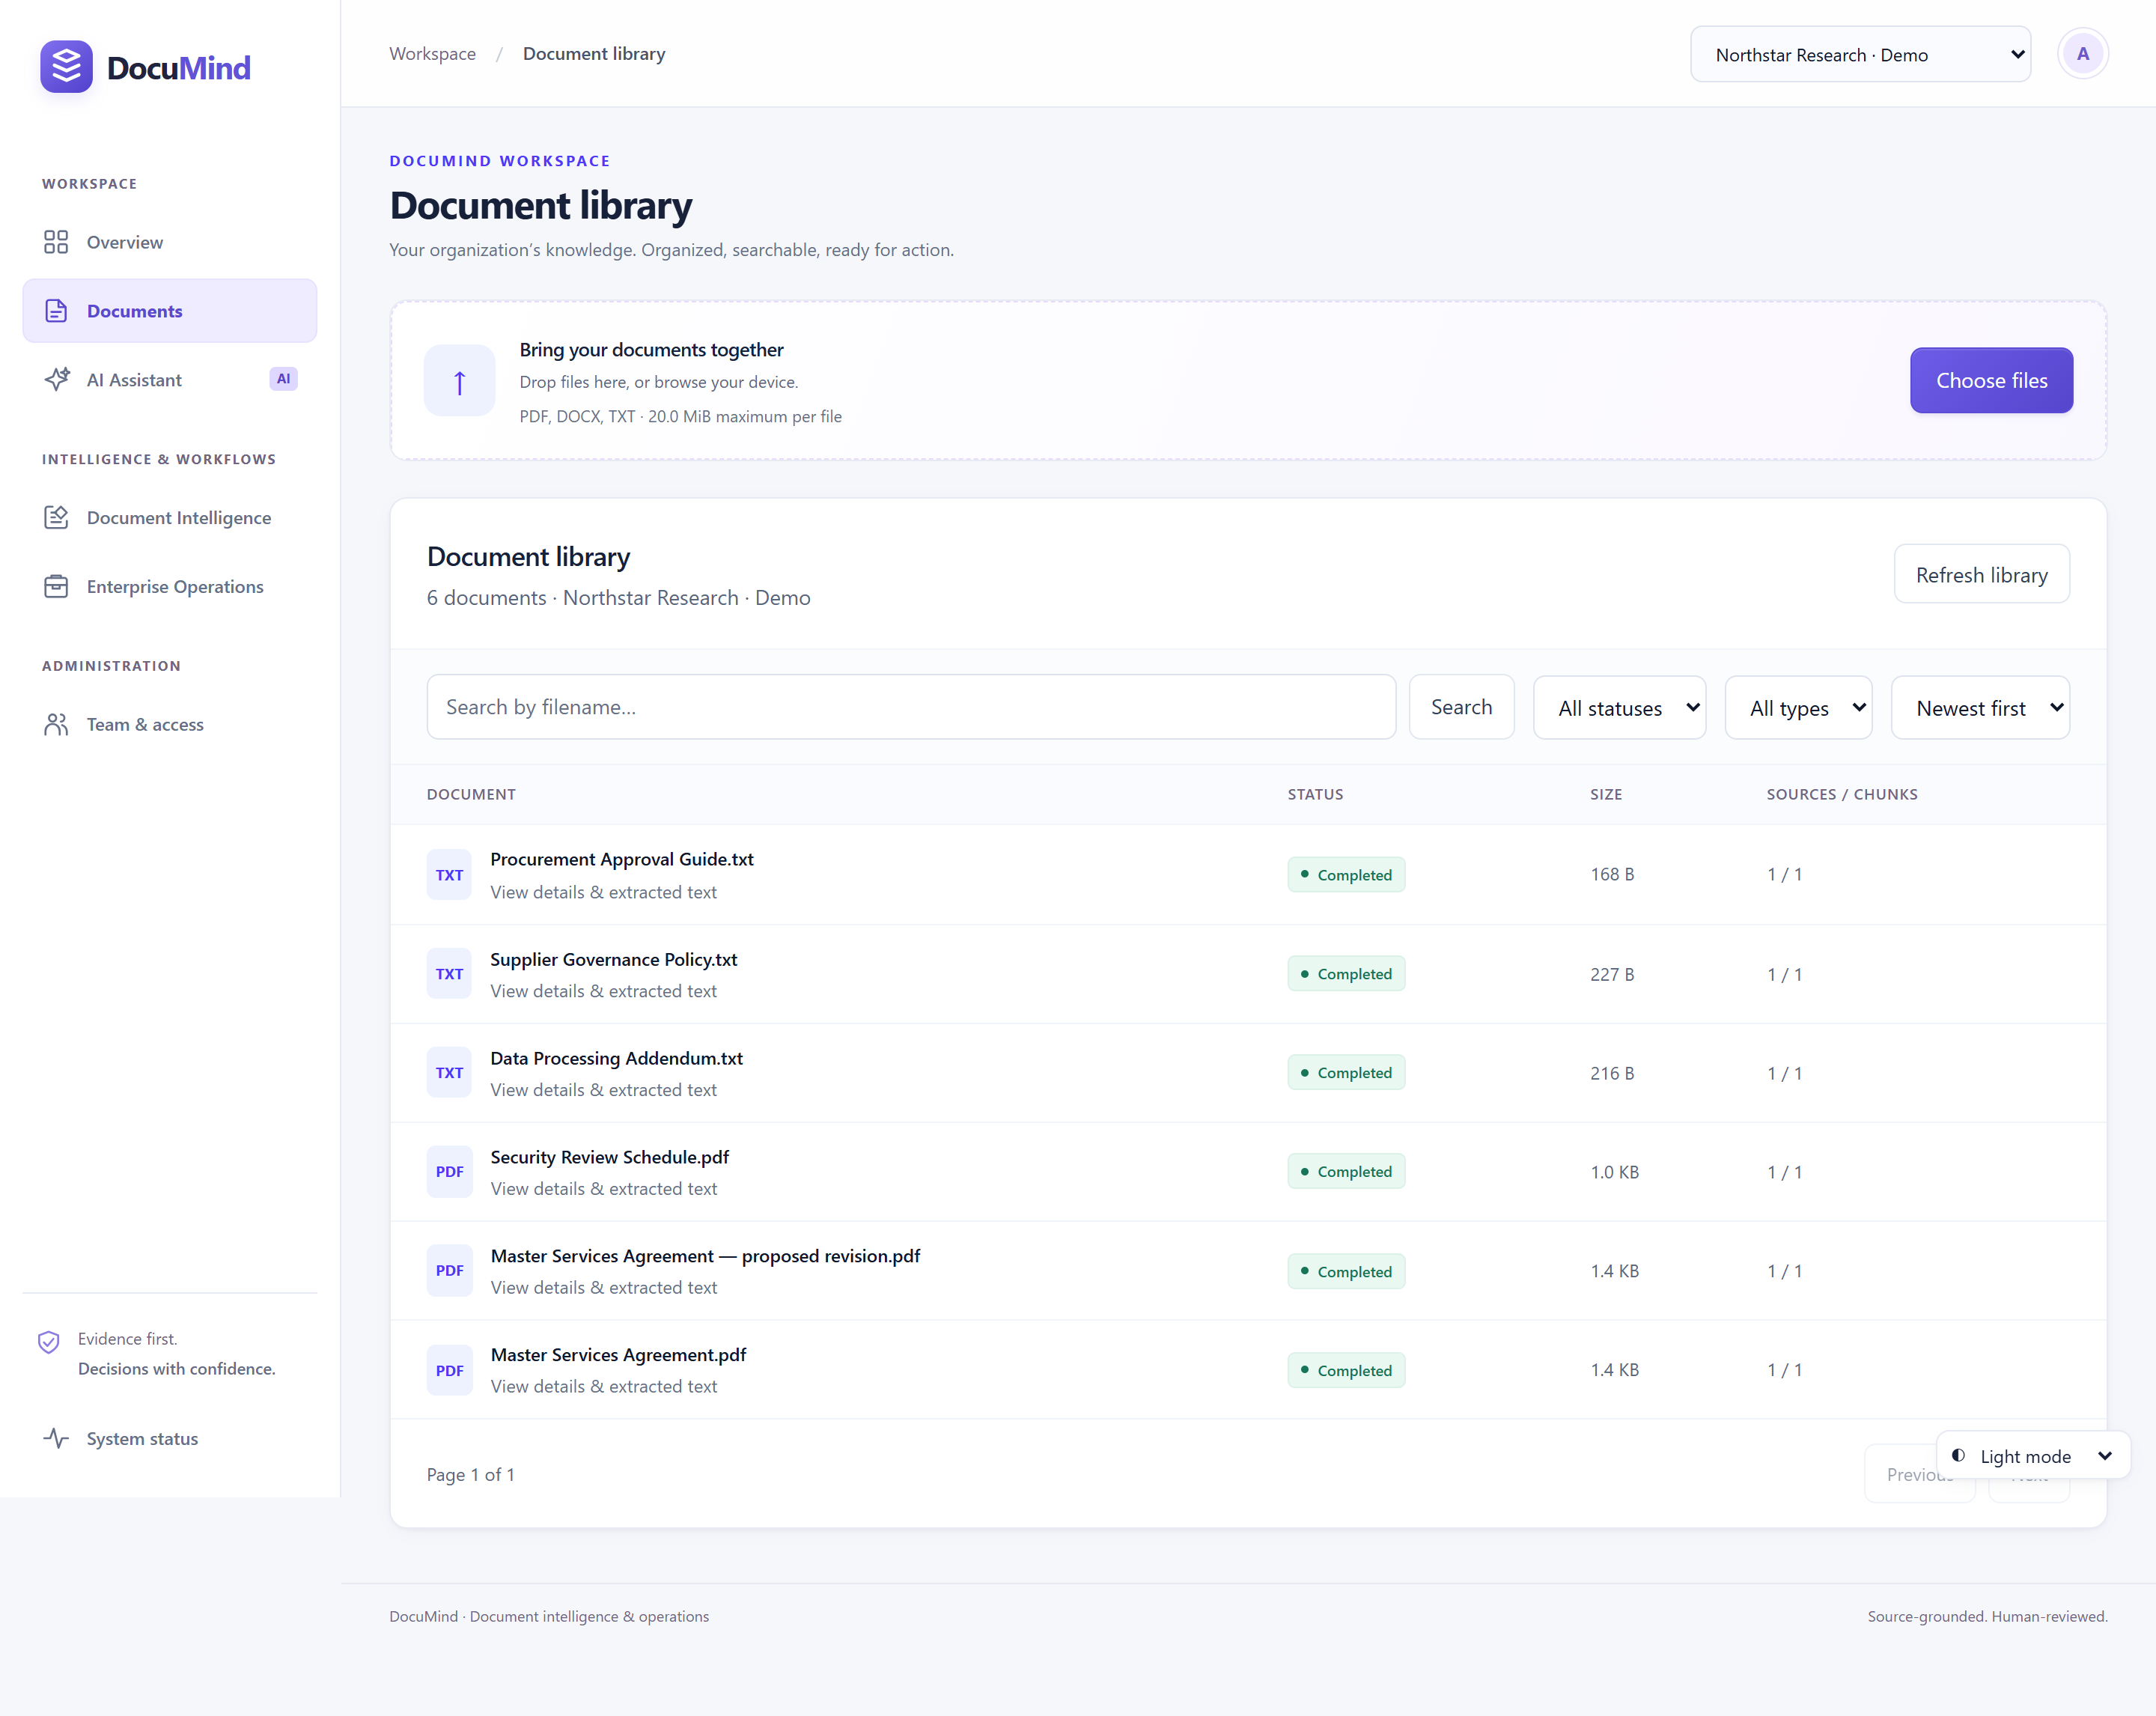 DocuMind
Workspace / Document library
Northstar Research · Demo
A
WORKSPACE
Overview
Documents
AI Assistant AI
INTELLIGENCE & WORKFLOWS
Document Intelligence
Enterprise Operations
ADMINISTRATION
Team & access
Evidence first.
Decisions with confidence.
System status
DOCUMIND WORKSPACE
Document library
Your organization’s knowledge. Organized, searchable, ready for action.
Bring your documents together
Drop files here, or browse your device.
PDF, DOCX, TXT · 20.0 MiB maximum per file
Choose files
Document library
6 documents · Northstar Research · Demo
Refresh library
Search by filename... Search All statuses All types Newest first
DOCUMENT STATUS SIZE SOURCES / CHUNKS
TXT Procurement Approval Guide.txt Completed 168 B 1 / 1
View details & extracted text
TXT Supplier Governance Policy.txt Completed 227 B 1 / 1
View details & extracted text
TXT Data Processing Addendum.txt Completed 216 B 1 / 1
View details & extracted text
PDF Security Review Schedule.pdf Completed 1.0 KB 1 / 1
View details & extracted text
PDF Master Services Agreement — proposed revision.pdf Completed 1.4 KB 1 / 1
View details & extracted text
PDF Master Services Agreement.pdf Completed 1.4 KB 1 / 1
View details & extracted text
Page 1 of 1
Light mode
DocuMind · Document intelligence & operations
Source-grounded. Human-reviewed.